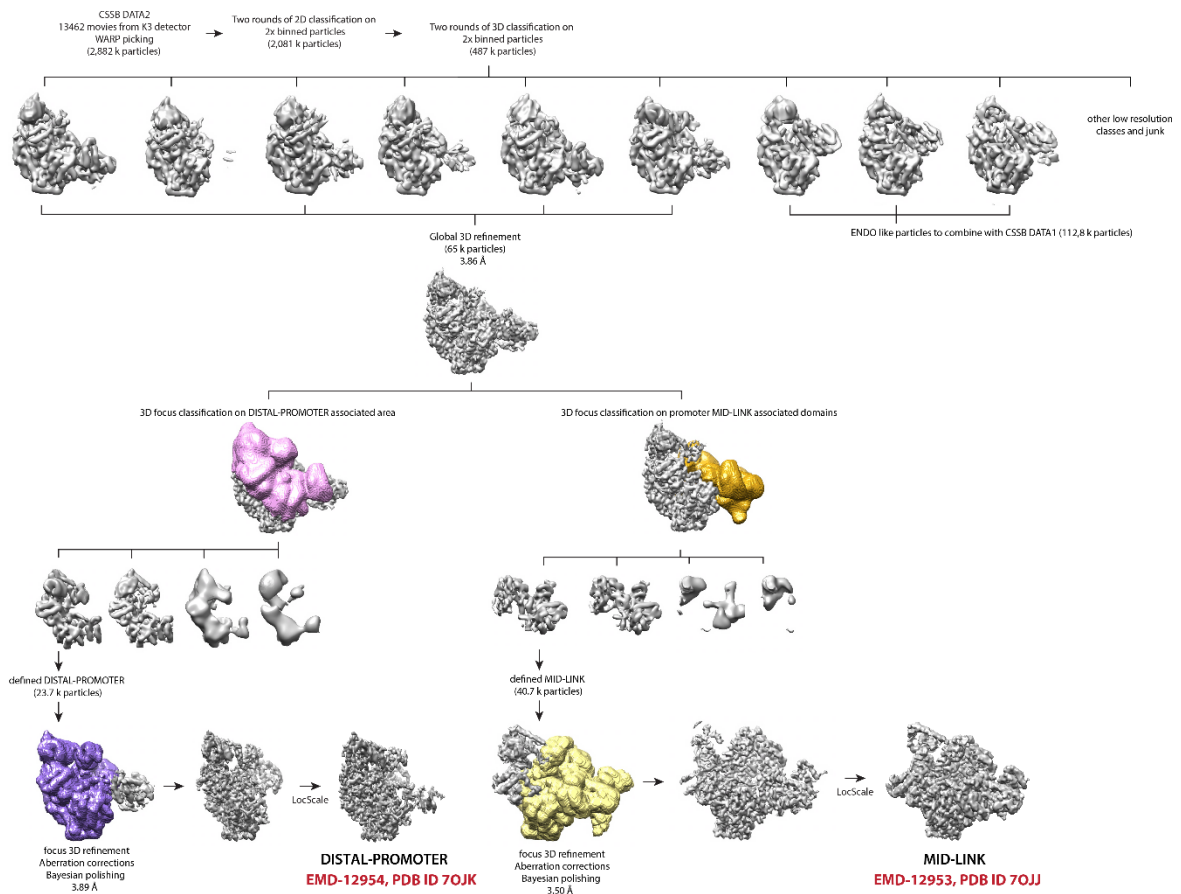 CSSB DATA2
13462 movies from K3 detector
WARP picking
(2,882 k particles)
Two rounds of 2D classification on
2x binned particles
(2,081 k particles)
Two rounds of 3D classification on
2x binned particles
(487 k particles)
other low resolution
classes and junk
Global 3D refinement
(65 k particles)
3.86 Å
ENDO like particles to combine with CSSB DATA1 (112,8 k particles)
3D focus classification on DISTAL-PROMOTER associated area
3D focus classification on promoter MID-LINK associated domains
defined DISTAL-PROMOTER
(23.7 k particles)
defined MID-LINK
(40.7 k particles)
LocScale
LocScale
focus 3D refinement
Aberration corrections
Bayesian polishing
3.89 Å
DISTAL-PROMOTER
EMD-12954, PDB ID 7OJK
focus 3D refinement
Aberration corrections
Bayesian polishing
3.50 Å
MID-LINK
EMD-12953, PDB ID 7OJJ